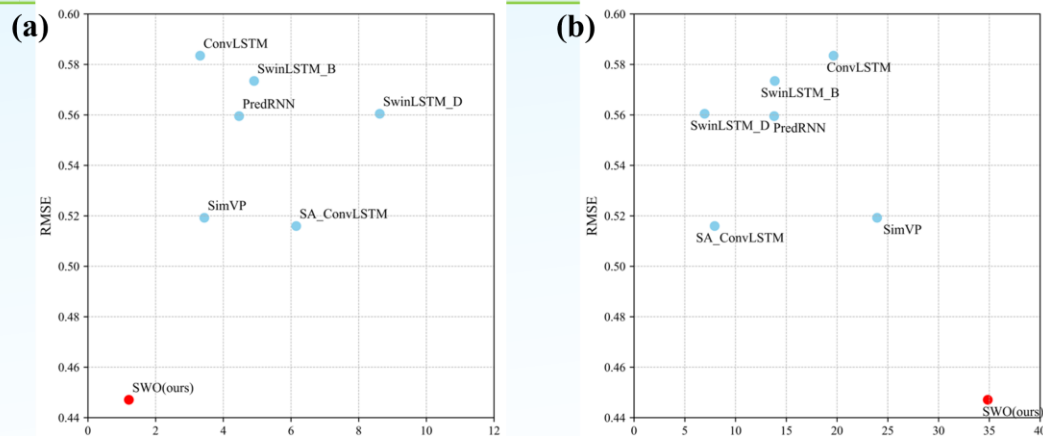 (a)
0.60
0.58
0.56
0.54
0.52
0.50
0.48
0.46
0.44
RMSE
ConvLSTM
SwinLSTM_B
PredRNN
SwinLSTM_D
SimVP
SA_ConvLSTM
SWO(ours)
0 2 4 6 8 10 12
(b)
0.60
0.58
0.56
0.54
0.52
0.50
0.48
0.46
0.44
RMSE
ConvLSTM
SwinLSTM_B
SwinLSTM_D PredRNN
SA_ConvLSTM
SimVP
SWO(ours)
0 5 10 15 20 25 30 35 40